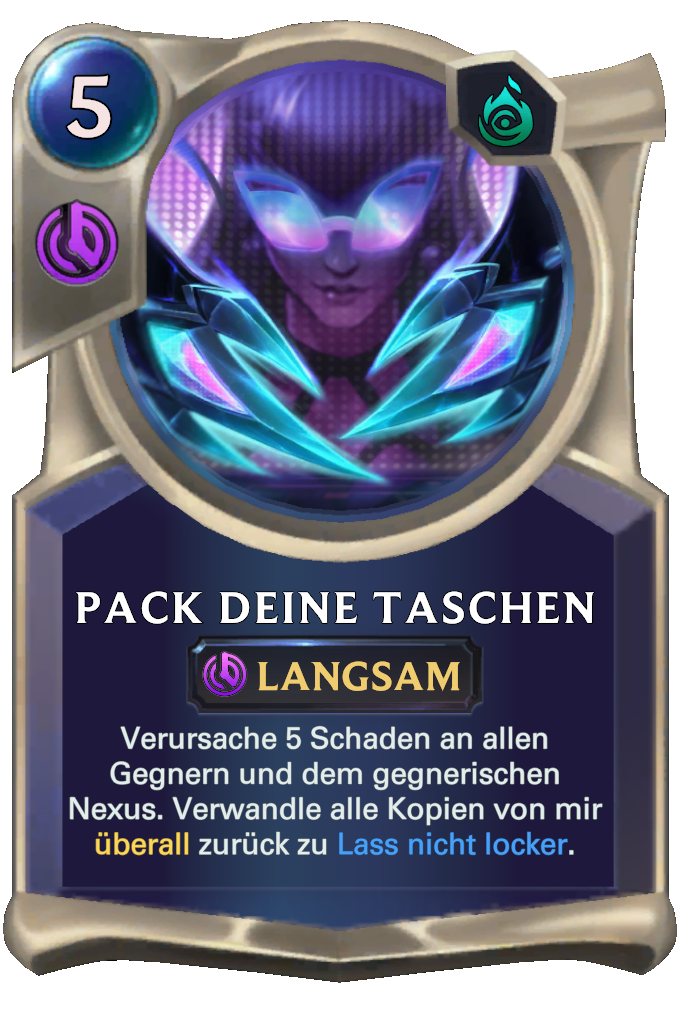 5
PACK DEINE TASCHEN
LANGSAM
Verursache 5 Schaden an allen
Gegnern und dem gegnerischen
Nexus. Verwandle alle Kopien von mir
überall zurück zu Lass nicht locker.